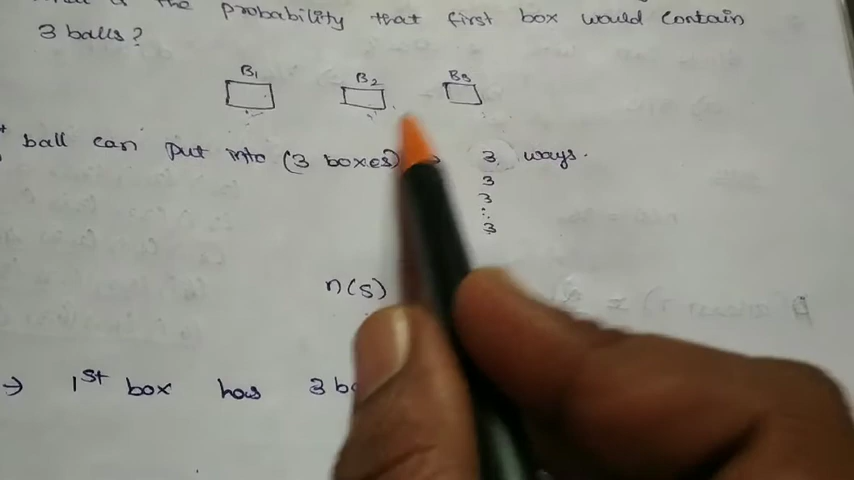 the probability that first box would contain
3 balls?
B1 B2 B3
ball can put into (3 boxes) 3 ways.
3
3
:
3
n(s)
→ 1st box has 3 b